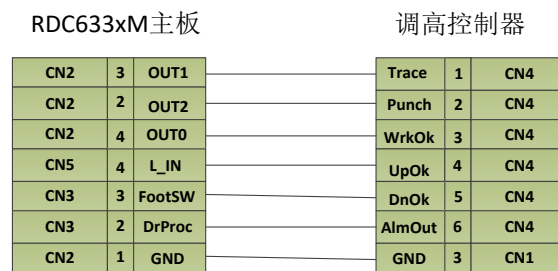 RDC633xM主板 调高控制器
CN2 3 OUT1 Trace 1 CN4
CN2 2 OUT2 Punch 2 CN4
CN2 4 OUT0 WrkOk 3 CN4
CN5 4 L_IN UpOk 4 CN4
CN3 3 FootSW DnOk 5 CN4
CN3 2 DrProc AlmOut 6 CN4
CN2 1 GND GND 3 CN1